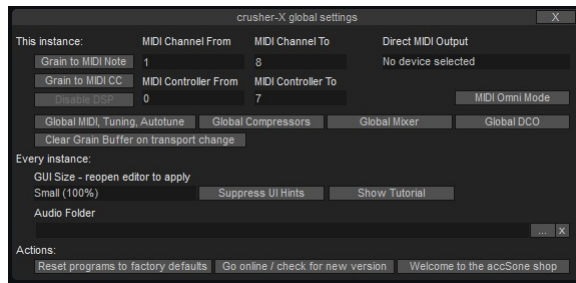 crusher-X global settings X
This instance: MIDI Channel From MIDI Channel To Direct MIDI Output
Grain to MIDI Note 1 8 No device selected
Grain to MIDI CC MIDI Controller From MIDI Controller To
Disable DSP 0 7 MIDI Omni Mode
Global MIDI, Tuning, Autotune Global Compressors Global Mixer Global DCO
Clear Grain Buffer on transport change
Every instance:
GUI Size - reopen editor to apply
Small (100%) Suppress UI Hints Show Tutorial
Audio Folder
... x
Actions:
Reset programs to factory defaults Go online / check for new version Welcome to the accSone shop